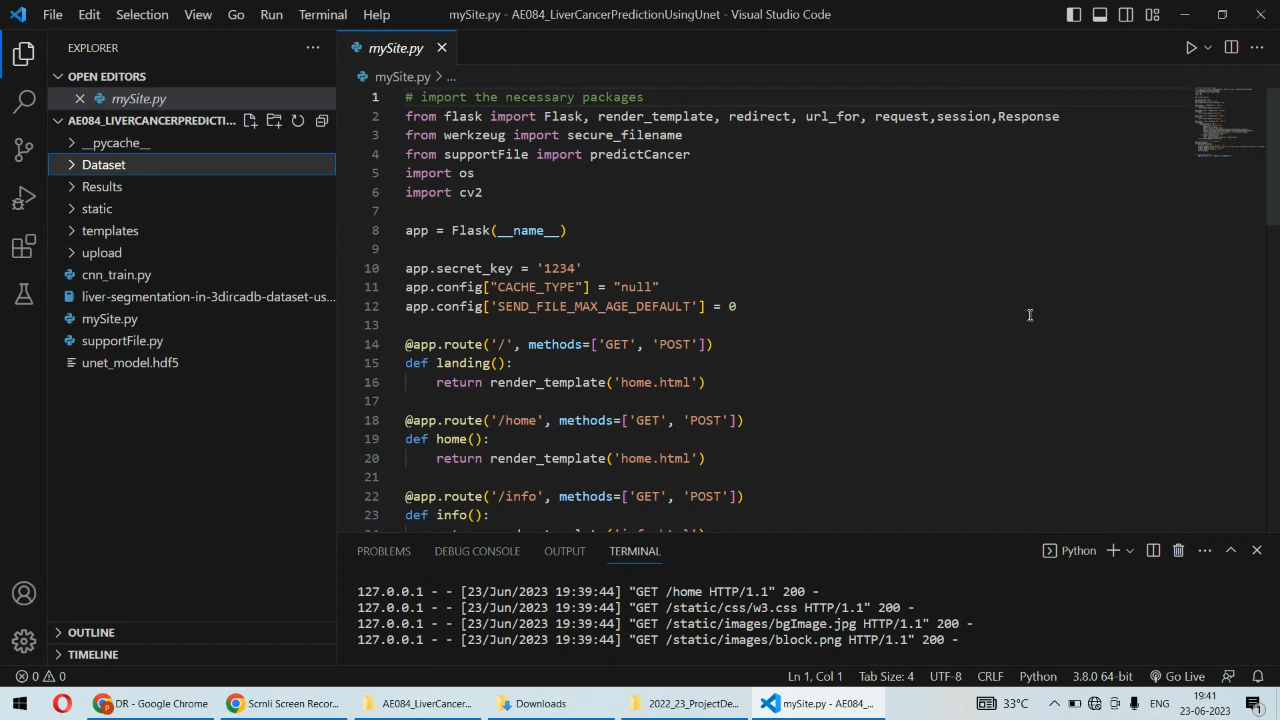 File Edit Selection View Go Run Terminal Help mySite.py - AE084_LiverCancerPredictionUsingUnet - Visual Studio Code
EXPLORER
OPEN EDITORS
mySite.py
AE084_LIVERCANCERPREDICTI...
__pycache__
Dataset
Results
static
templates
upload
cnn_train.py
liver-segmentation-in-3dircadb-dataset-us...
mySite.py
supportFile.py
unet_model.hdf5
OUTLINE
TIMELINE
mySite.py
mySite.py > ...
1 # import the necessary packages
2 from flask import Flask, render_template, redirect, url_for, request,session,Response
3 from werkzeug import secure_filename
4 from supportFile import predictCancer
5 import os
6 import cv2
7
8 app = Flask(__name__)
9
10 app.secret_key = '1234'
11 app.config["CACHE_TYPE"] = "null"
12 app.config['SEND_FILE_MAX_AGE_DEFAULT'] = 0
13
14 @app.route('/', methods=['GET', 'POST'])
15 def landing():
16 return render_template('home.html')
17
18 @app.route('/home', methods=['GET', 'POST'])
19 def home():
20 return render_template('home.html')
21
22 @app.route('/info', methods=['GET', 'POST'])
23 def info():
PROBLEMS DEBUG CONSOLE OUTPUT TERMINAL Python
127.0.0.1 - - [23/Jun/2023 19:39:44] "GET /home HTTP/1.1" 200 -
127.0.0.1 - - [23/Jun/2023 19:39:44] "GET /static/css/w3.css HTTP/1.1" 200 -
127.0.0.1 - - [23/Jun/2023 19:39:44] "GET /static/images/bgImage.jpg HTTP/1.1" 200 -
127.0.0.1 - - [23/Jun/2023 19:39:44] "GET /static/images/block.png HTTP/1.1" 200 -
0 0 Ln 1, Col 1 Tab Size: 4 UTF-8 CRLF Python 3.8.0 64-bit Go Live
DR - Google Chrome Scrnli Screen Recor... AE084_LiverCancer... Downloads 2022_23_ProjectDe... mySite.py - AE084_... 33°C ENG 19:41
23-06-2023 1